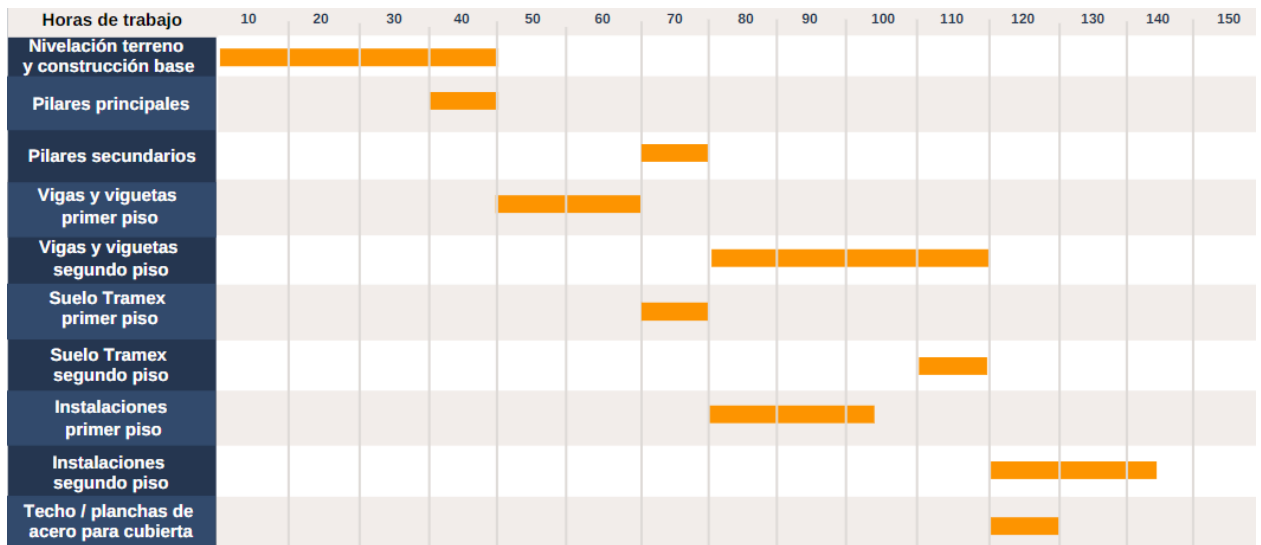 Horas de trabajo 10 20 30 40 50 60 70 80 90 100 110 120 130 140 150
Nivelación terreno
y construcción base
Pilares principales
Pilares secundarios
Vigas y viguetas
primer piso
Vigas y viguetas
segundo piso
Suelo Tramex
primer piso
Suelo Tramex
segundo piso
Instalaciones
primer piso
Instalaciones
segundo piso
Techo / planchas de
acero para cubierta